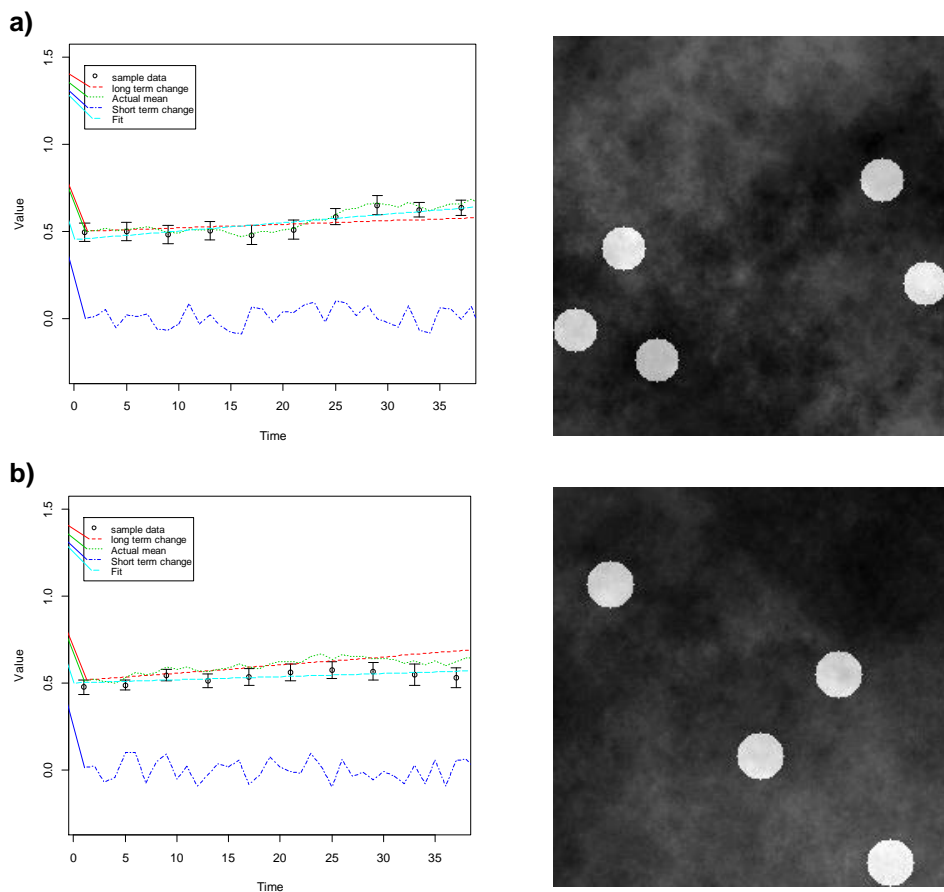 a)
1.5
1.0
0.5
0.0
Value
sample data
long term change
Actual mean
Short term change
Fit
0 5 10 15 20 25 30 35
Time
b)
1.5
1.0
0.5
0.0
Value
sample data
long term change
Actual mean
Short term change
Fit
0 5 10 15 20 25 30 35
Time